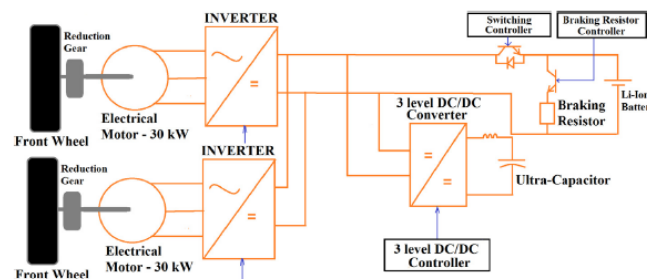 INVERTER
Switching
Controller
Braking Resistor
Controller
Reduction
Gear
Electrical
Motor - 30 kW
Front Wheel
3 level DC/DC
Converter
Braking
Resistor
Li-Ion
Batter
INVERTER
Reduction
Gear
Ultra-Capacitor
Electrical
Motor - 30 kW
Front Wheel
3 level DC/DC
Controller